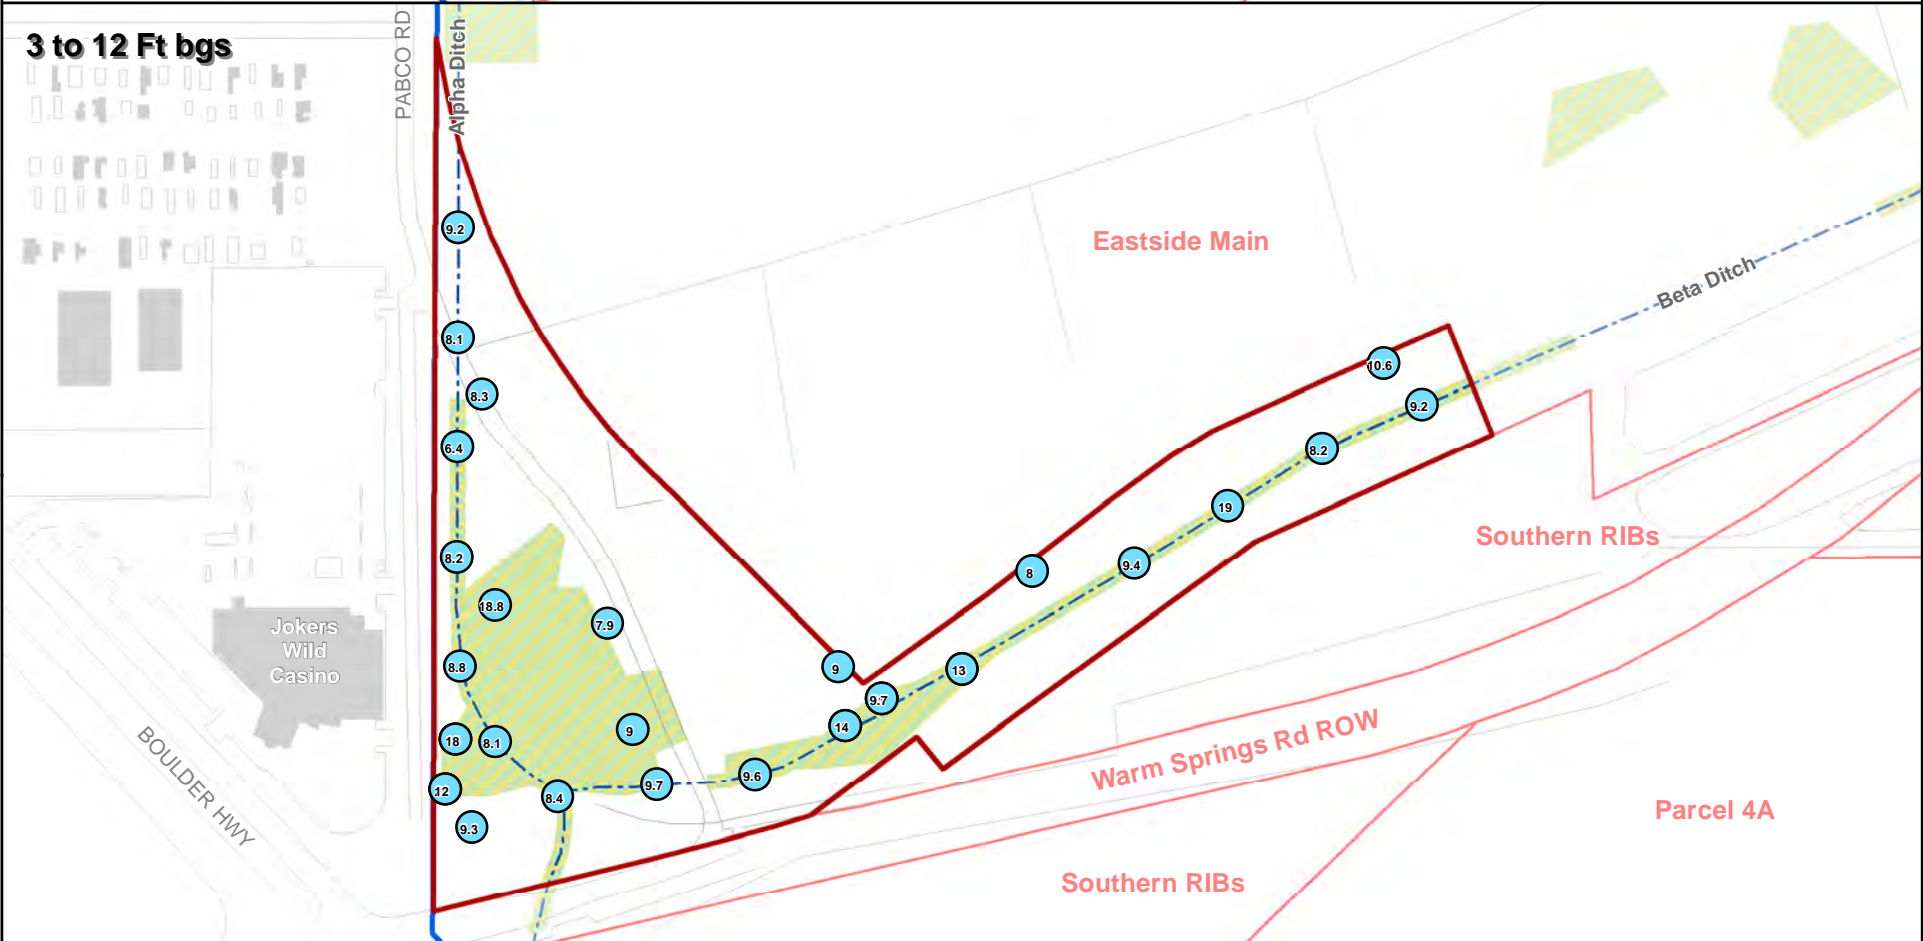 3 to 12 Ft bgs
PABCO RD
Alpha Ditch
9.2
Eastside Main
Beta Ditch
8.1
10.6
8.3
9.2
6.4
8.2
19
Southern RIBs
8.2
9.4
8
18.8
7.9
Jokers
Wild
Casino
8.8
9
13
9.7
14
9
18
8.1
Warm Springs Rd ROW
9.6
9.7
12
8.4
BOULDER HWY
9.3
Parcel 4A
Southern RIBs